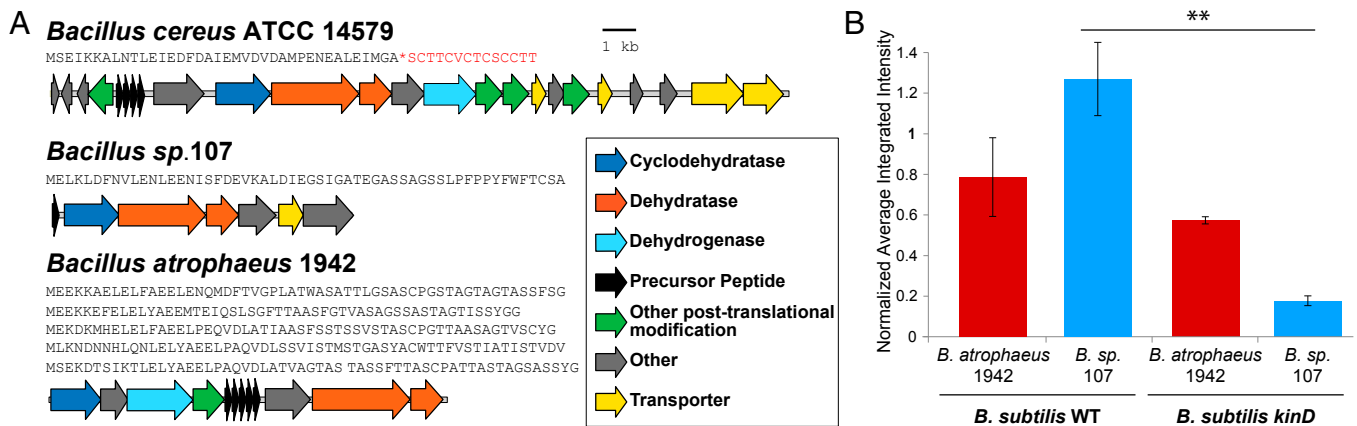 A
Bacillus cereus ATCC 14579
1 kb
MSEIKKALNTLEIEDFDAIEMVDVDAMPENEALEIMGA*SCTTCVCTCSCCTT
Bacillus sp.107
MELKLDFNVLENLEENISFDEVKALDIEGSIGATEGASSAGSSLPFPPYFWFTCSA
Bacillus atrophaeus 1942
MEEKKAELELFAEELENQMDFTVGPLATWASATTLGSASCPGSTAGTAGTASSFSG
MEEKKEFELELYAEEMTEIQSLSGFTTAASFGTVASAGSSASTAGTISSYGG
MEKDKMHELELFAEELPEQVDLATIAASFSSTSSVSTASCPGTTAASAGTVSCYG
MLKNDNNHLQNLELYAEELPAQVDLSSVISTMSTGASYACWTTFVSTIATISTVDV
MSEKDTSIKTLELYAEELPAQVDLATVAGTAS TASSFTTASCPATTASTAGSASSYG
Cyclodehydratase
Dehydratase
Dehydrogenase
Precursor Peptide
Other post-translational
modification
Other
Transporter
B
**
Normalized Average Integrated Intensity
1.4
1.2
1
0.8
0.6
0.4
0.2
0
B. atrophaeus
1942
B. sp.
107
B. atrophaeus
1942
B. sp.
107
B. subtilis WT
B. subtilis kinD